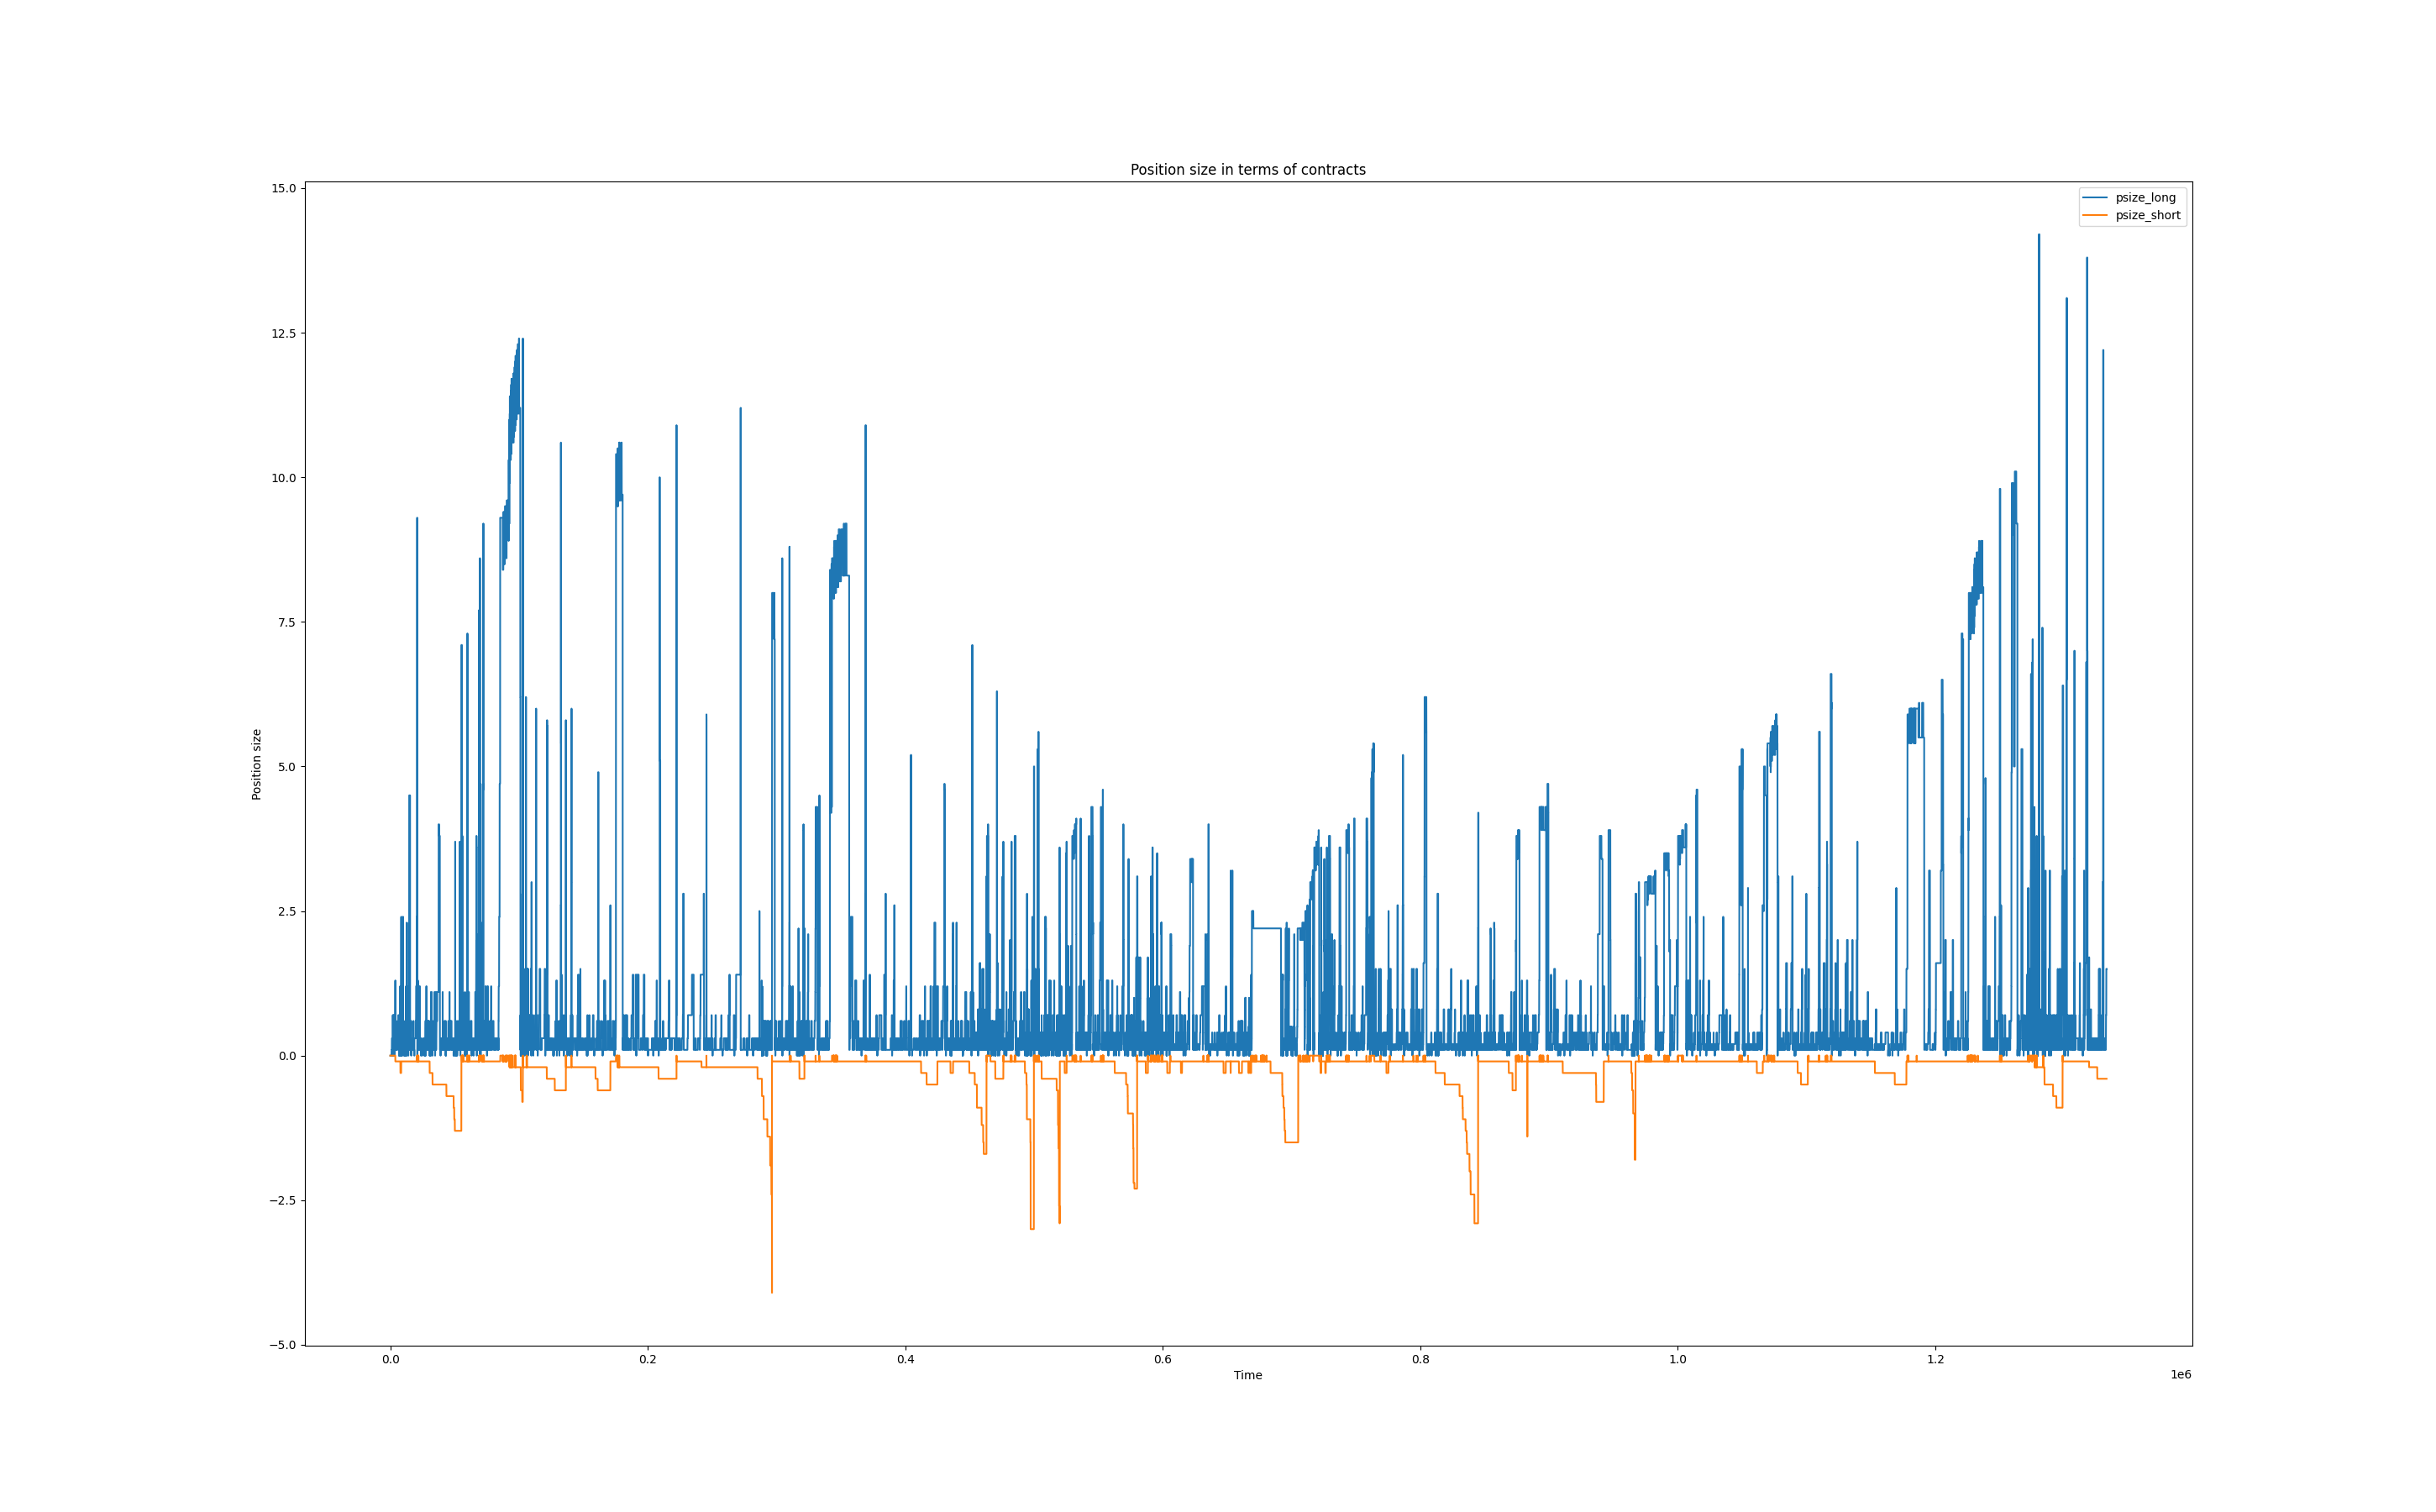 Position size in terms of contracts
psize_long
psize_short
Position size
15.0
12.5
10.0
7.5
5.0
2.5
0.0
−2.5
−5.0
0.0 0.2 0.4 0.6 0.8 1.0 1.2
1e6
Time